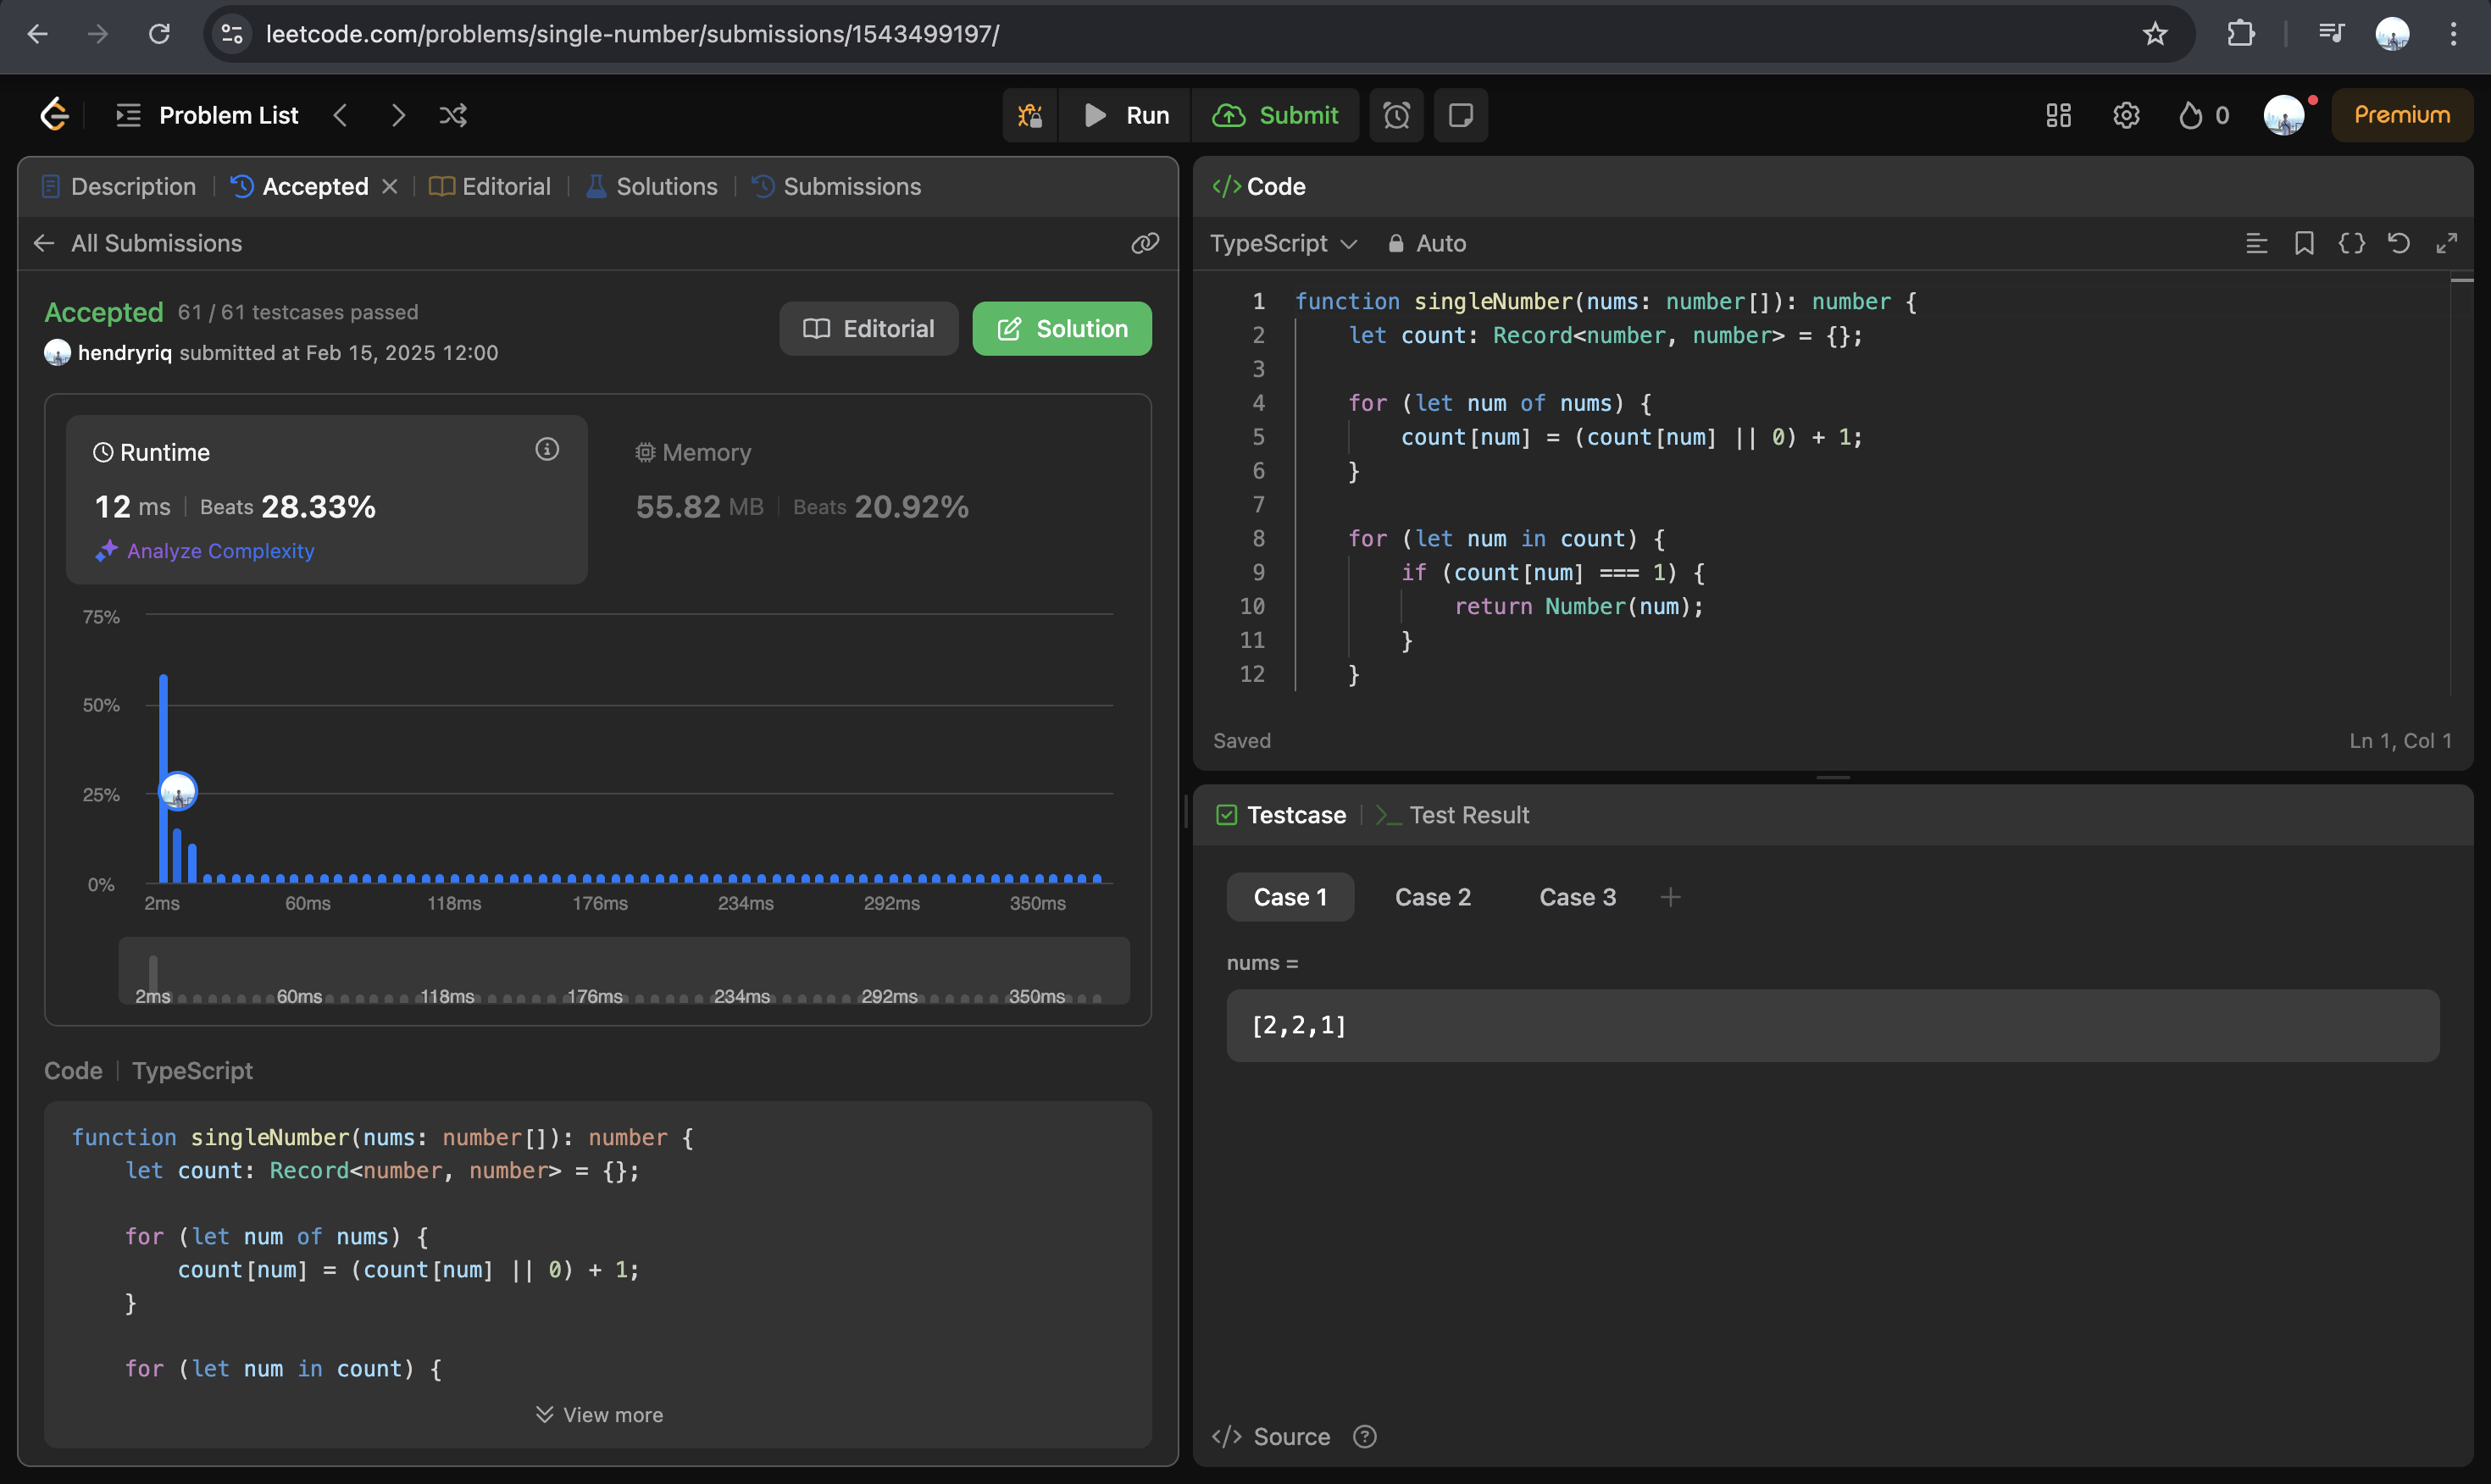 leetcode.com/problems/single-number/submissions/1543499197/
Problem List
Run
Submit
0
Premium
Description
Accepted
Editorial
Solutions
Submissions
All Submissions
Accepted 61 / 61 testcases passed
hendryriq submitted at Feb 15, 2025 12:00
Editorial
Solution
Runtime
12 ms Beats 28.33%
Analyze Complexity
Memory
55.82 MB Beats 20.92%
75%
50%
25%
0%
2ms 60ms 118ms 176ms 234ms 292ms 350ms
2ms 60ms 118ms 176ms 234ms 292ms 350ms
Code TypeScript
function singleNumber(nums: number[]): number {
let count: Record<number, number> = {};
for (let num of nums) {
count[num] = (count[num] || 0) + 1;
}
for (let num in count) {
View more
</> Code
TypeScript
Auto
1 function singleNumber(nums: number[]): number {
2 let count: Record<number, number> = {};
3
4 for (let num of nums) {
5 count[num] = (count[num] || 0) + 1;
6 }
7
8 for (let num in count) {
9 if (count[num] === 1) {
10 return Number(num);
11 }
12 }
Saved
Ln 1, Col 1
Testcase
>_ Test Result
Case 1
Case 2
Case 3
+
nums =
[2,2,1]
</> Source ?